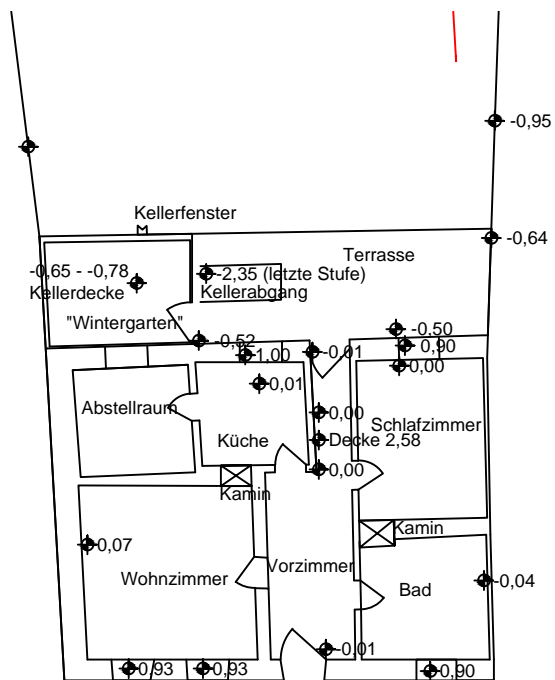 -0,95
Kellerfenster
-0,64
Terrasse
-0,65 - -0,78
-2,35 (letzte Stufe)
Kellerdecke
Kellerabgang
"Wintergarten"
-0,50
-0,52
0,90
-0,01
1,00
0,00
0,01
Abstellraum
0,00
Schlafzimmer
Küche
Decke 2,58
0,00
Kamin
Kamin
0,07
Wohnzimmer
Vorzimmer
Bad
-0,04
-0,01
0,93
0,93
0,90